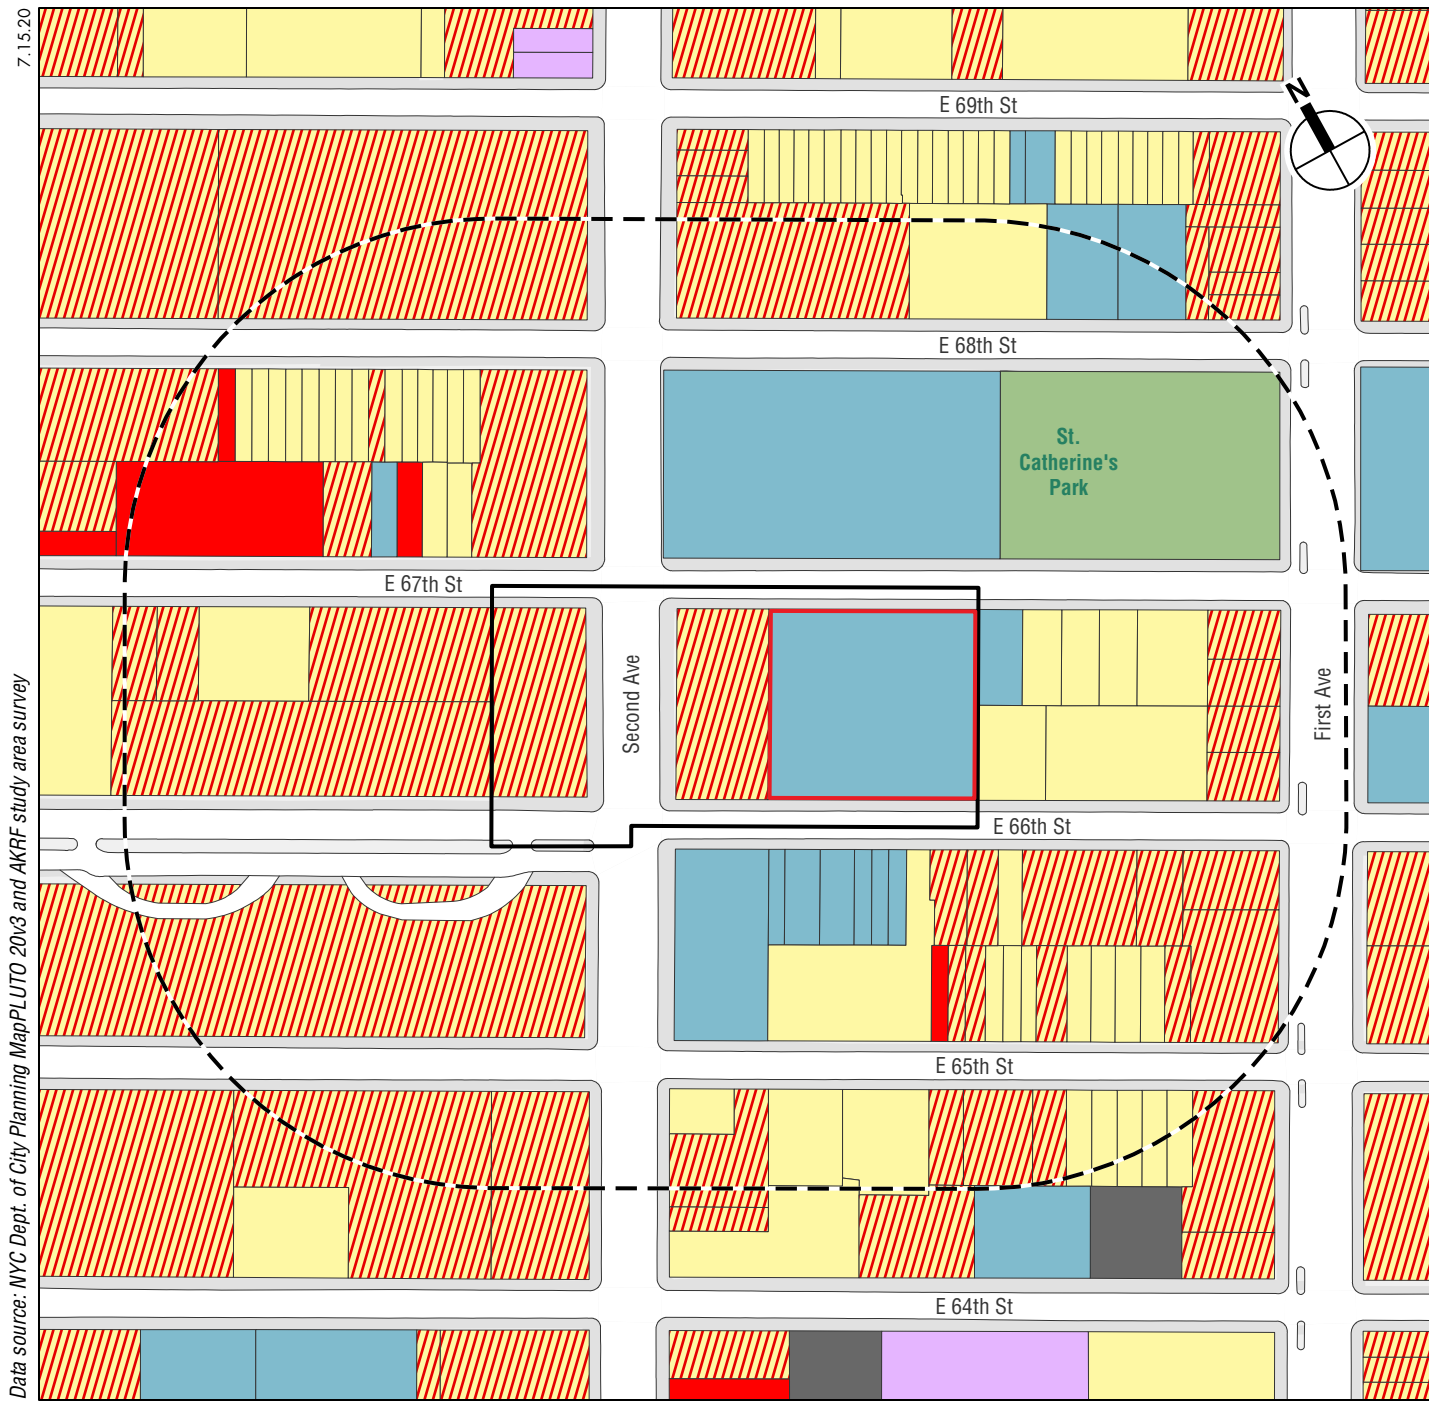 7.15.20
E 69th St
N
E 68th St
St.
Catherine's
Park
E 67th St
Second Ave
First Ave
E 66th St
E 65th St
E 64th St
Data source: NYC Dept. of City Planning MapPLUTO 20v3 and AKRF study area survey